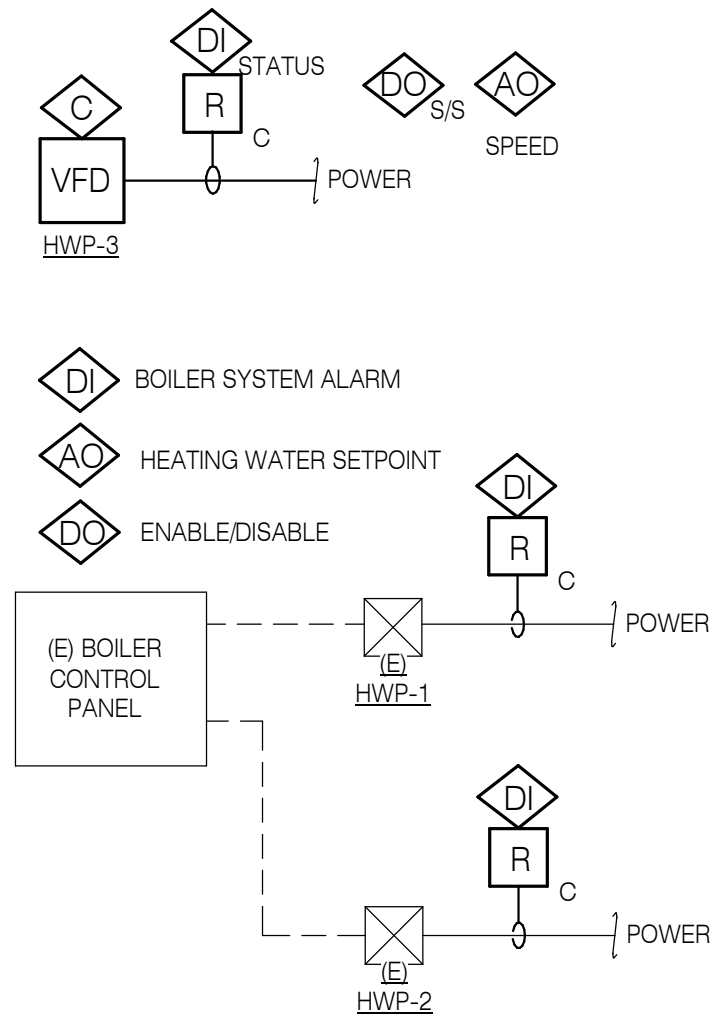 DI
STATUS
DO
S/S
AO
SPEED
C
R
C
VFD
POWER
HWP-3
DI
BOILER SYSTEM ALARM
AO
HEATING WATER SETPOINT
DO
ENABLE/DISABLE
DI
R
C
POWER
(E) BOILER
CONTROL
PANEL
(E)
HWP-1
DI
R
C
POWER
(E)
HWP-2